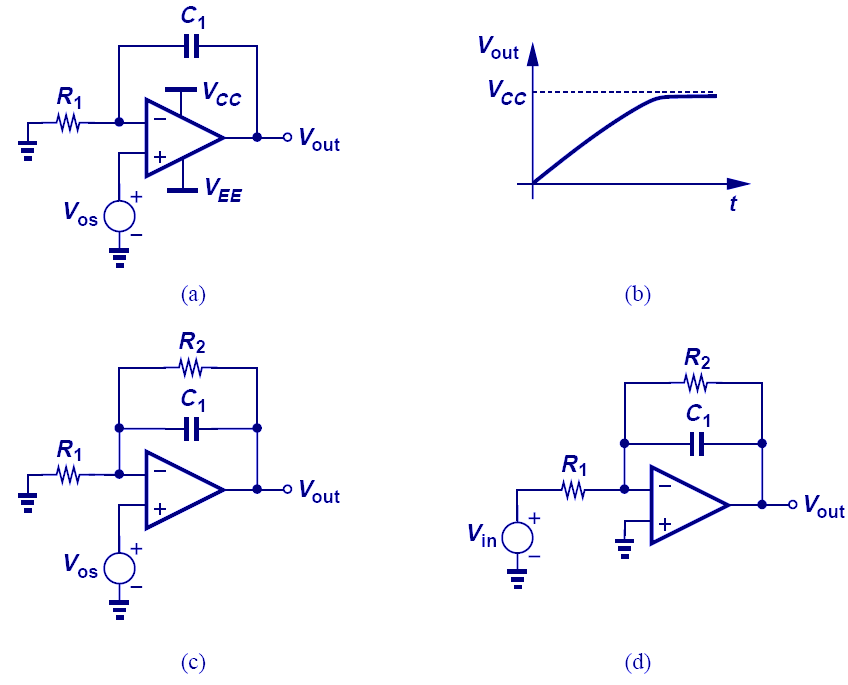 C1
R1
VCC
−
+
Vout
VEE
Vos
+
−
(a)
Vout
VCC
t
(b)
R2
C1
R1
−
+
Vout
Vos
+
−
(c)
R2
C1
R1
−
+
Vout
Vin
+
−
(d)